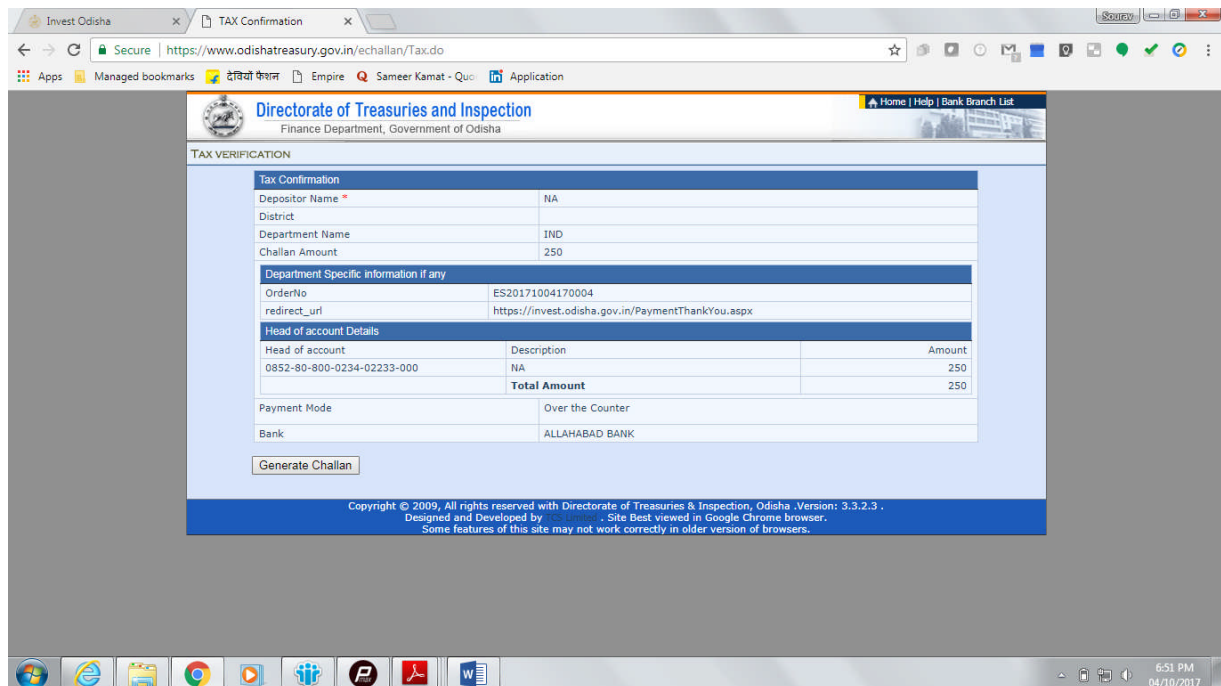 Invest Odisha
TAX Confirmation
Sourav
Secure | https://www.odishatreasury.gov.in/echallan/Tax.do
Apps Managed bookmarks देवियों फैशन Empire Sameer Kamat - Quo Application
Directorate of Treasuries and Inspection
Finance Department, Government of Odisha
Home | Help | Bank Branch List
TAX VERIFICATION
Tax Confirmation
Depositor Name * NA
District
Department Name IND
Challan Amount 250
Department Specific information if any
OrderNo ES20171004170004
redirect_url https://invest.odisha.gov.in/PaymentThankYou.aspx
Head of account Details
Head of account Description Amount
0852-80-800-0234-02233-000 NA 250
Total Amount 250
Payment Mode Over the Counter
Bank ALLAHABAD BANK
Generate Challan
Copyright © 2009, All rights reserved with Directorate of Treasuries & Inspection, Odisha .Version: 3.3.2.3 .
Designed and Developed by TCS Limited . Site Best viewed in Google Chrome browser.
Some features of this site may not work correctly in older version of browsers.
6:51 PM
04/10/2017